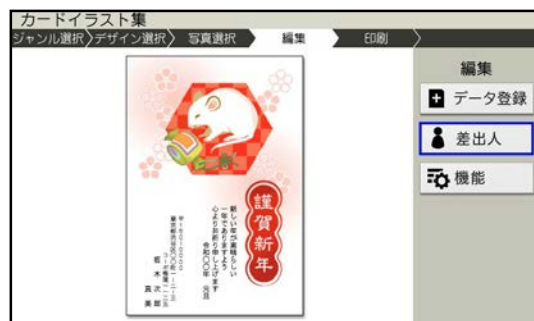 カードイラスト集
ジャンル選択
デザイン選択
写真選択
編集
印刷
編集
データ登録
差出人
機能
謹賀新年
新しい年が素晴らしい
一年でありますよう
心よりお祈り申し上げます
令和〇〇年 元旦